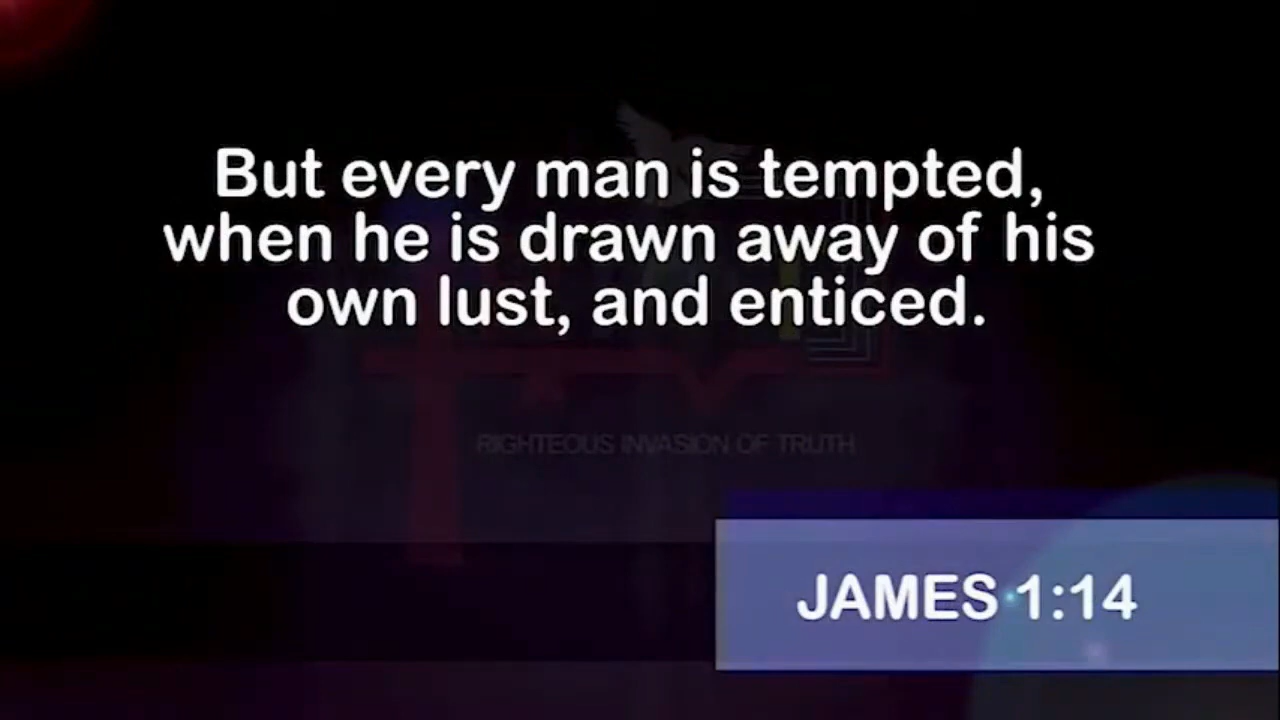 But every man is tempted,
when he is drawn away of his
own lust, and enticed.
RIGHTEOUS INVASION OF TRUTH
JAMES 1:14